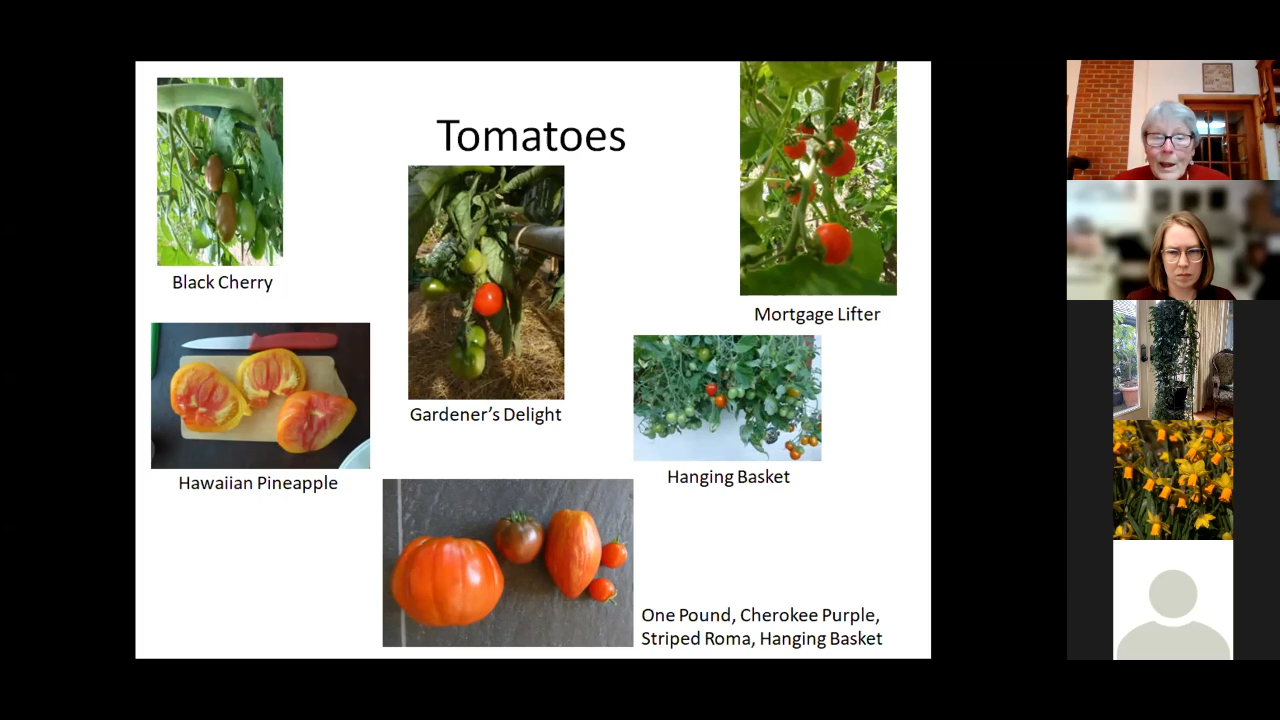 Tomatoes
Black Cherry
Mortgage Lifter
Gardener's Delight
Hanging Basket
Hawaiian Pineapple
One Pound, Cherokee Purple,
Striped Roma, Hanging Basket